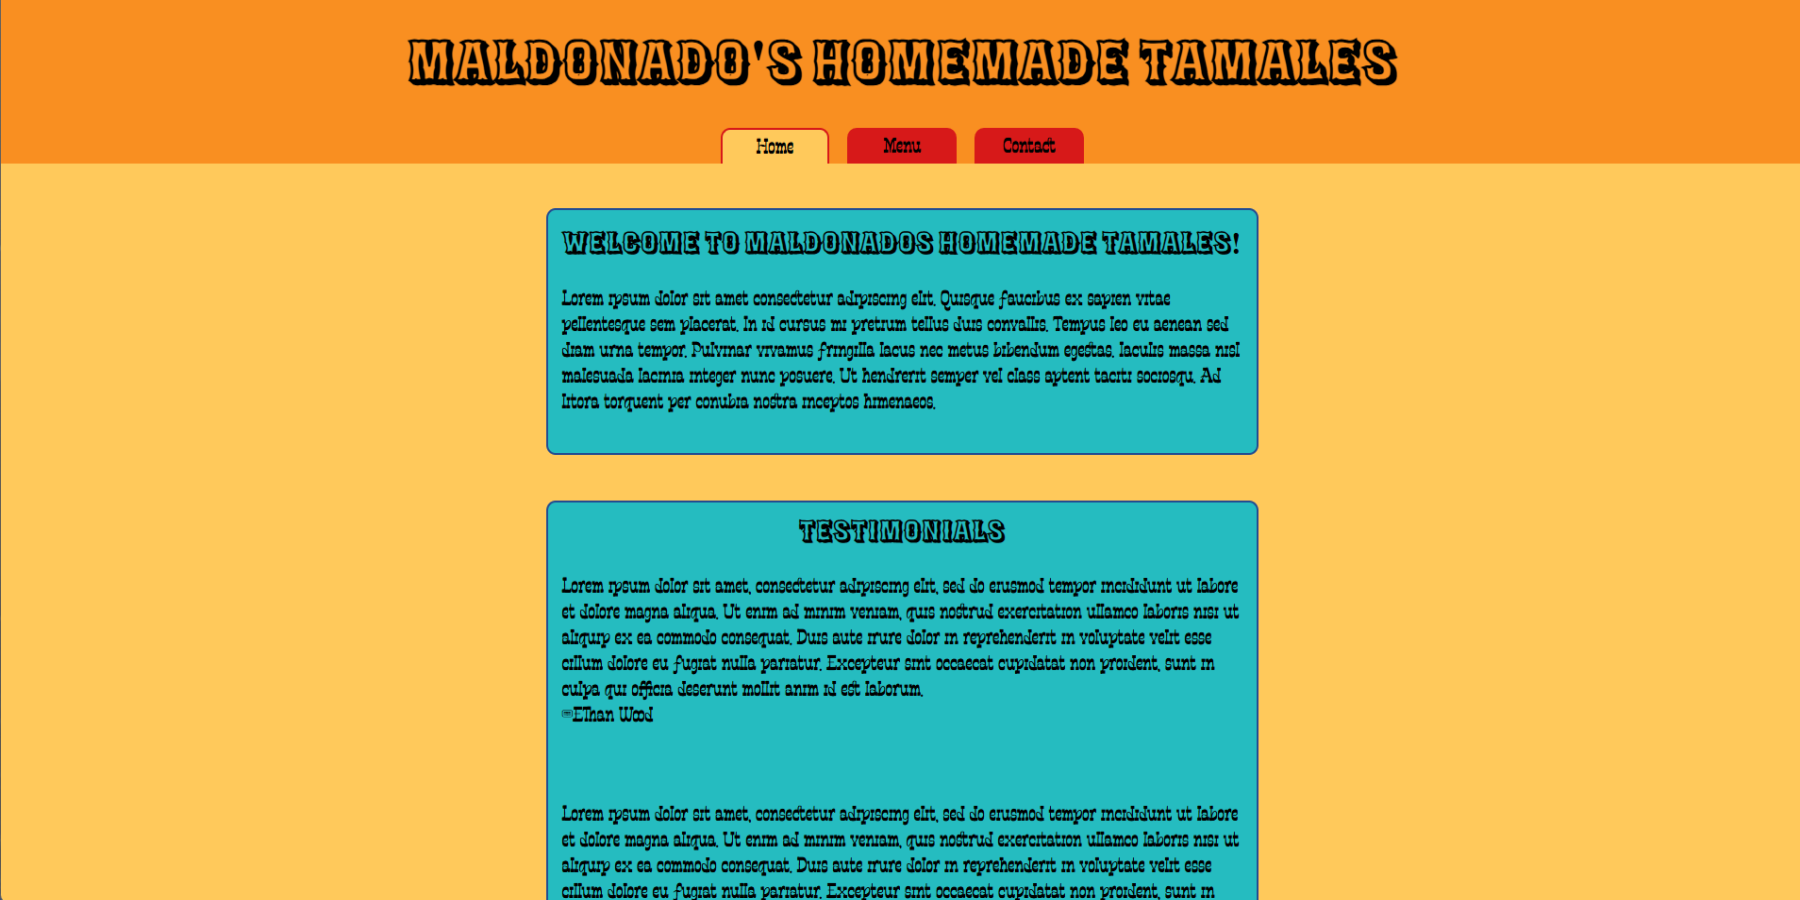 MALDONADO'S HOMEMADE TAMALES
Home
Menu
Contact
WELCOME TO MALDONADOS HOMEMADE TAMALES!
Lorem ipsum dolor sit amet consectetur adipiscing elit. Quisque faucibus ex sapien vitae
pellentesque sem placerat. In id cursus mi pretium tellus duis convallis. Tempus leo eu aenean sed
diam urna tempor. Pulvinar vivamus fringilla lacus nec metus bibendum egestas. Iaculis massa nisl
malesuada lacinia integer nunc posuere. Ut hendrerit semper vel class aptent taciti sociosqu. Ad
litora torquent per conubia nostra inceptos himenaeos.
TESTIMONIALS
Lorem ipsum dolor sit amet, consectetur adipiscing elit, sed do eiusmod tempor incididunt ut labore
et dolore magna aliqua. Ut enim ad minim veniam, quis nostrud exercitation ullamco laboris nisi ut
aliquip ex ea commodo consequat. Duis aute irure dolor in reprehenderit in voluptate velit esse
cillum dolore eu fugiat nulla pariatur. Excepteur sint occaecat cupidatat non proident, sunt in
culpa qui officia deserunt mollit anim id est laborum.
Ethan Wood
Lorem ipsum dolor sit amet, consectetur adipiscing elit, sed do eiusmod tempor incididunt ut labore
et dolore magna aliqua. Ut enim ad minim veniam, quis nostrud exercitation ullamco laboris nisi ut
aliquip ex ea commodo consequat. Duis aute irure dolor in reprehenderit in voluptate velit esse
cillum dolore eu fugiat nulla pariatur. Excepteur sint occaecat cupidatat non proident, sunt in